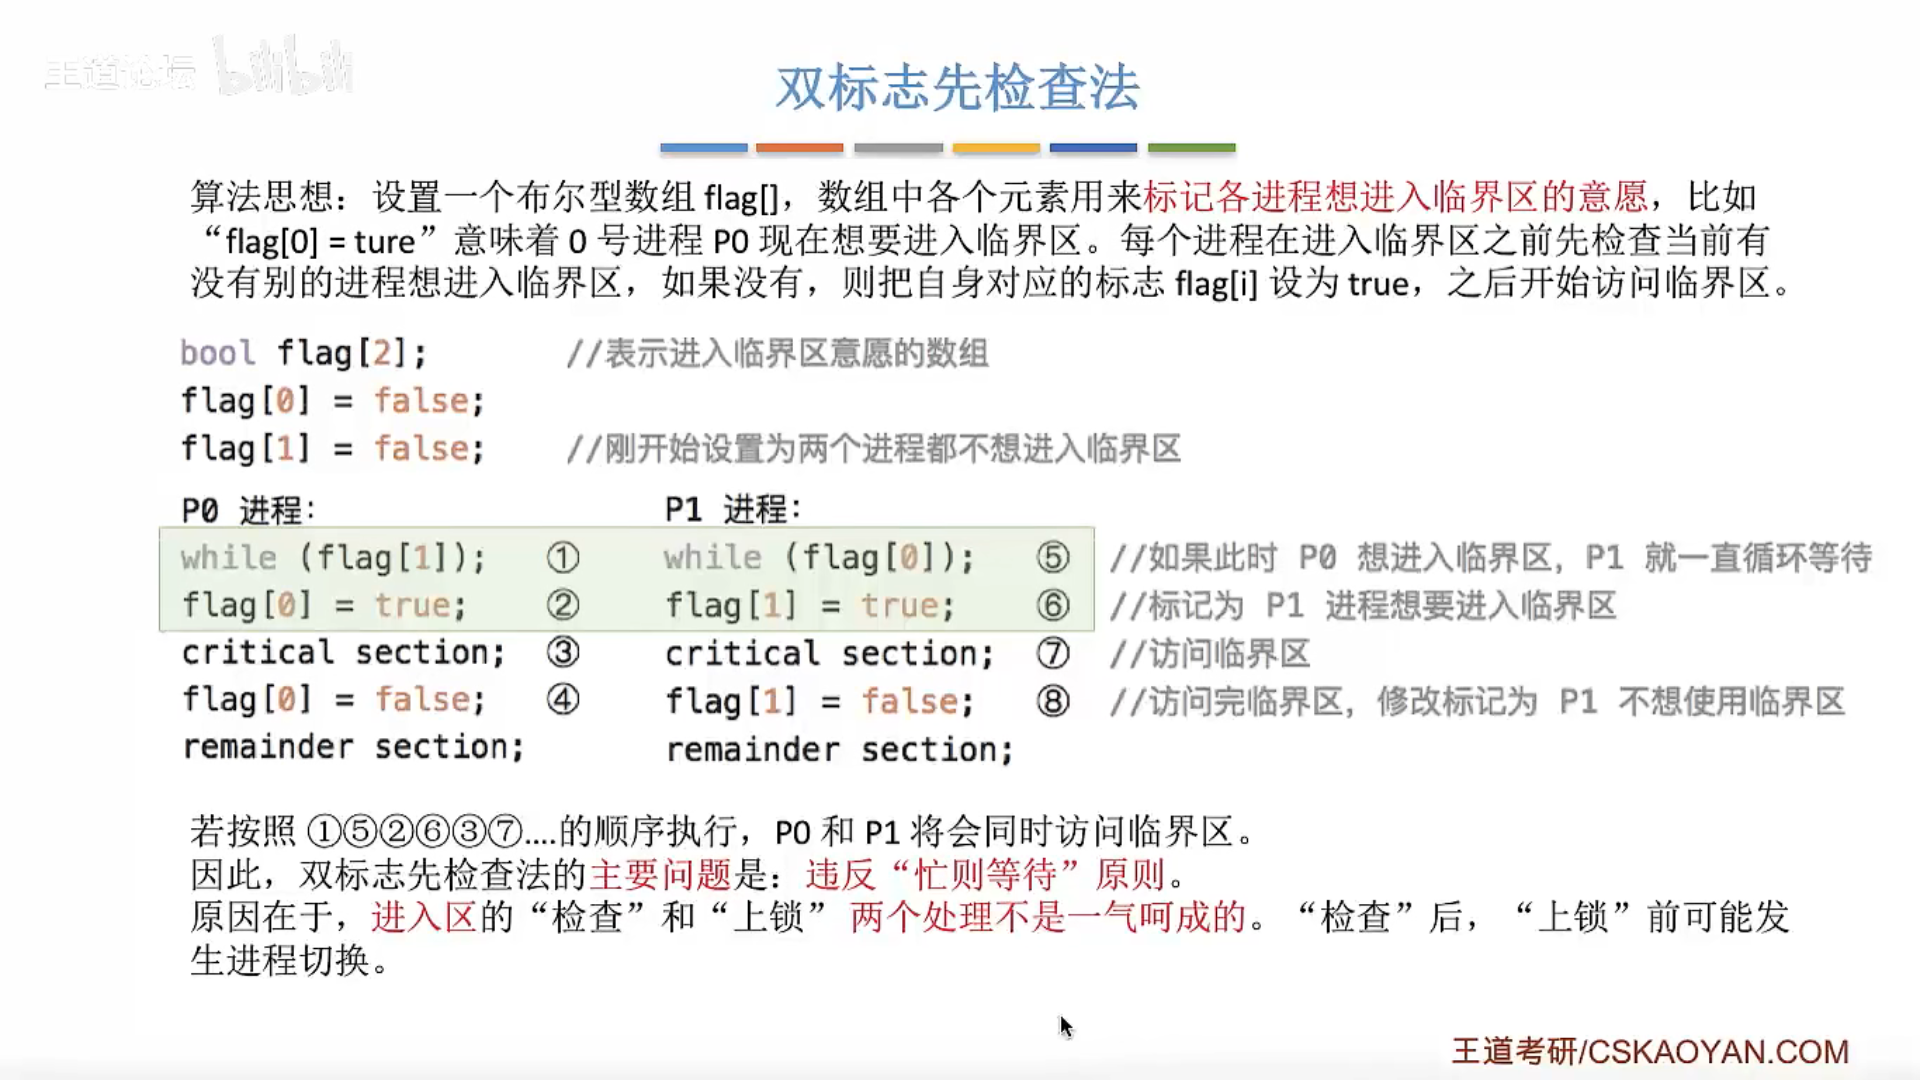 王道论坛 bilibili
双标志先检查法
算法思想：设置一个布尔型数组 flag[]，数组中各个元素用来标记各进程想进入临界区的意愿，比如
“flag[0] = ture”意味着 0 号进程 P0 现在想要进入临界区。每个进程在进入临界区之前先检查当前有
没有别的进程想进入临界区，如果没有，则把自身对应的标志 flag[i] 设为 true，之后开始访问临界区。
bool flag[2]; //表示进入临界区意愿的数组
flag[0] = false;
flag[1] = false; //刚开始设置为两个进程都不想进入临界区
P0 进程： P1 进程：
while (flag[1]); ① while (flag[0]); ⑤ //如果此时 P0 想进入临界区，P1 就一直循环等待
flag[0] = true; ② flag[1] = true; ⑥ //标记为 P1 进程想要进入临界区
critical section; ③ critical section; ⑦ //访问临界区
flag[0] = false; ④ flag[1] = false; ⑧ //访问完临界区，修改标记为 P1 不想使用临界区
remainder section; remainder section;
若按照 ①⑤②⑥③⑦....的顺序执行，P0 和 P1 将会同时访问临界区。
因此，双标志先检查法的主要问题是：违反“忙则等待”原则。
原因在于，进入区的“检查”和“上锁” 两个处理不是一气呵成的。“检查”后，“上锁”前可能发
生进程切换。
王道考研/CSKAOYAN.COM